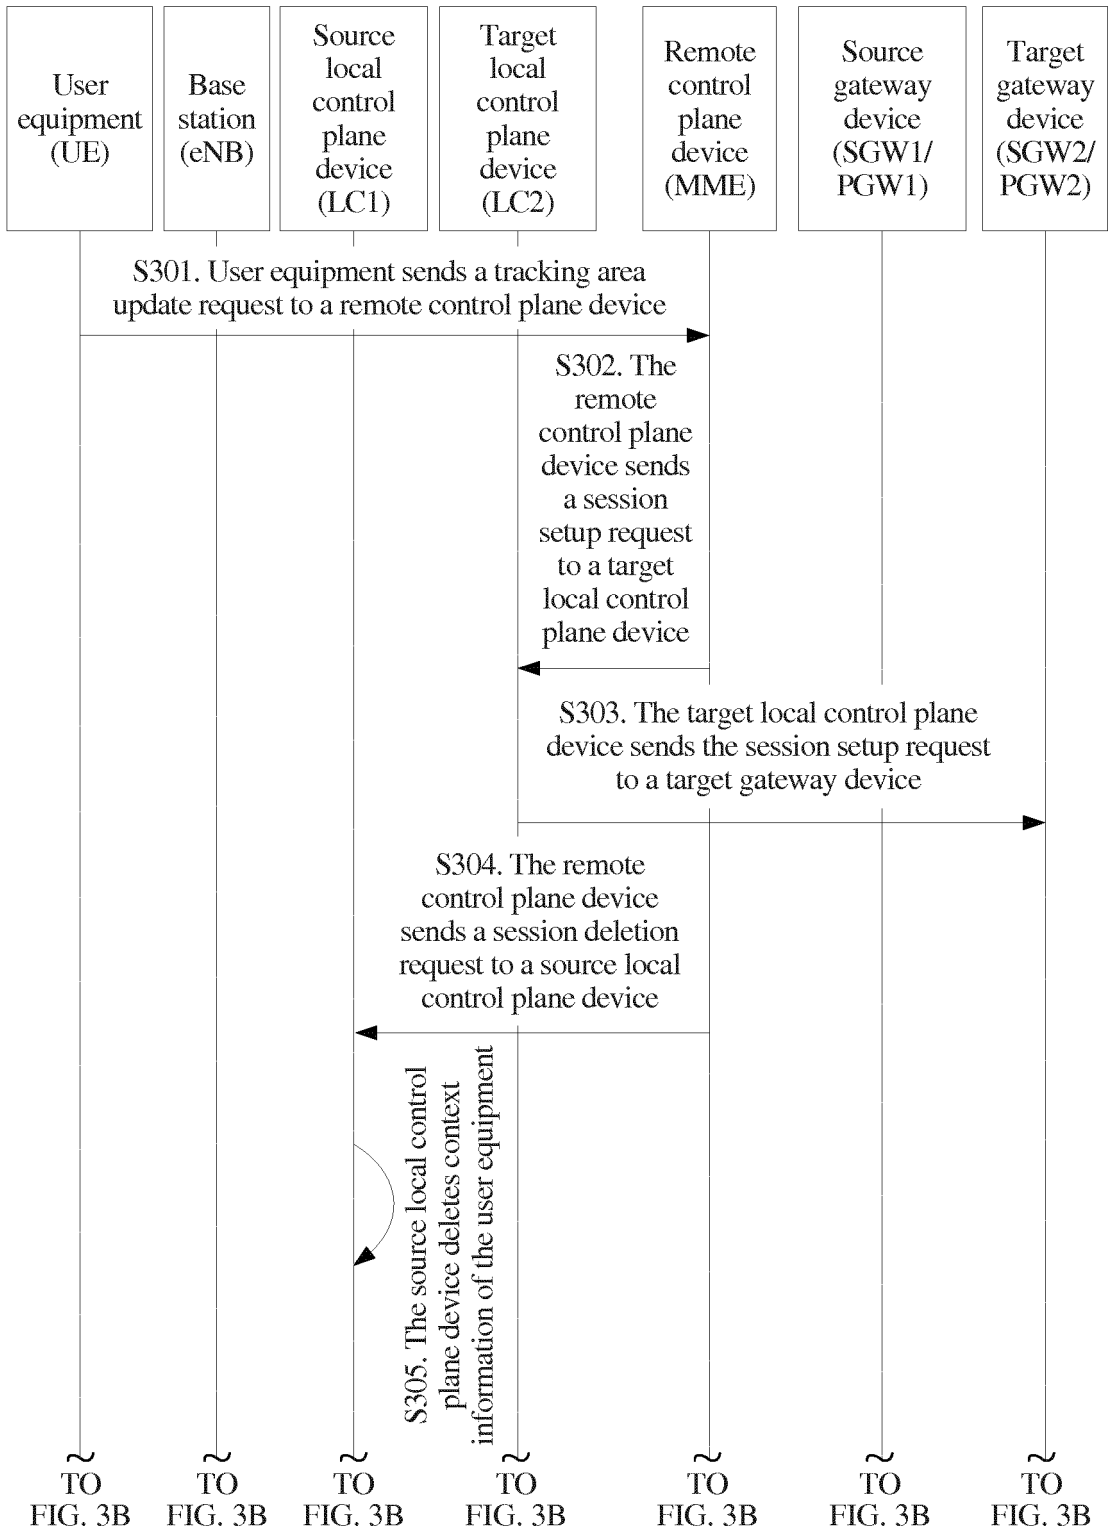 User
equipment
(UE)
Base
station
(eNB)
Source
local
control
plane
device
(LC1)
Target
local
control
plane
device
(LC2)
Remote
control
plane
device
(MME)
Source
gateway
device
(SGW1/
PGW1)
Target
gateway
device
(SGW2/
PGW2)
S301. User equipment sends a tracking area
update request to a remote control plane device
S302. The
remote
control plane
device sends
a session
setup request
to a target
local control
plane device
S303. The target local control plane
device sends the session setup request
to a target gateway device
S304. The remote
control plane device
sends a session deletion
request to a source local
control plane device
S305. The source local control
plane device deletes context
information of the user equipment
TO
FIG. 3B
TO
FIG. 3B
TO
FIG. 3B
TO
FIG. 3B
TO
FIG. 3B
TO
FIG. 3B
TO
FIG. 3B